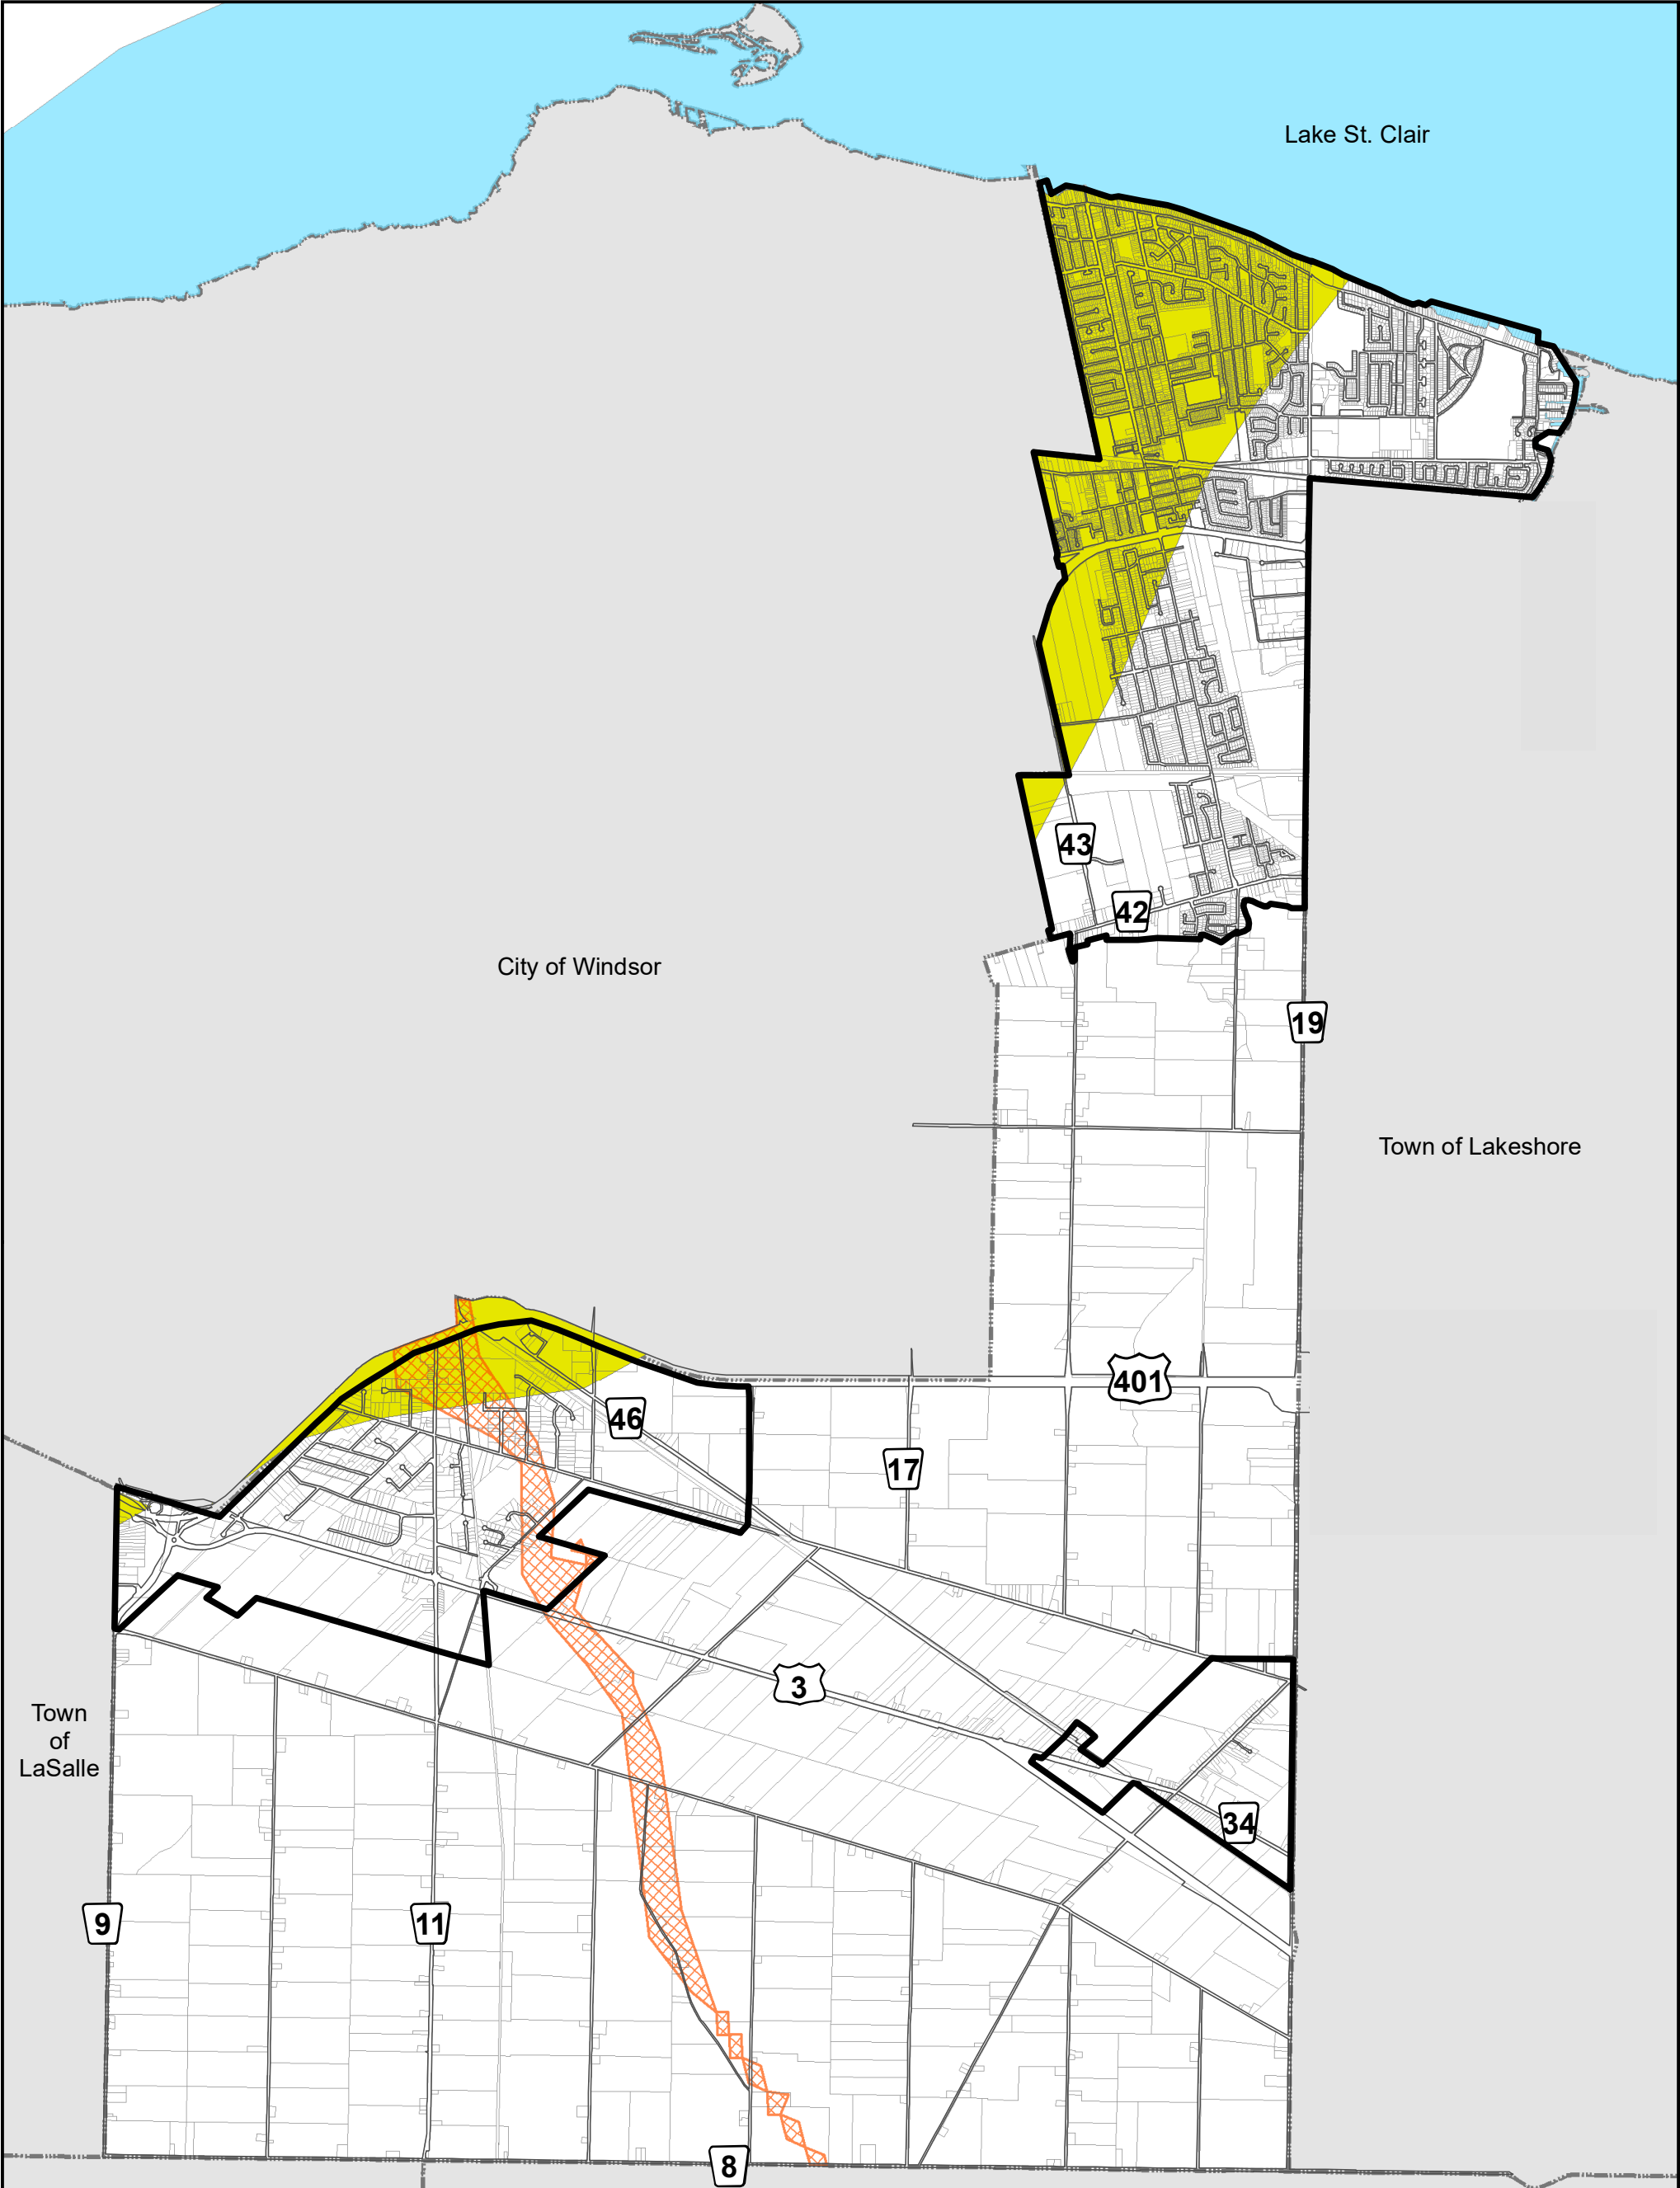 Lake St. Clair
43
42
City of Windsor
19
Town of Lakeshore
401
46
17
3
Town
of
LaSalle
34
9
11
8